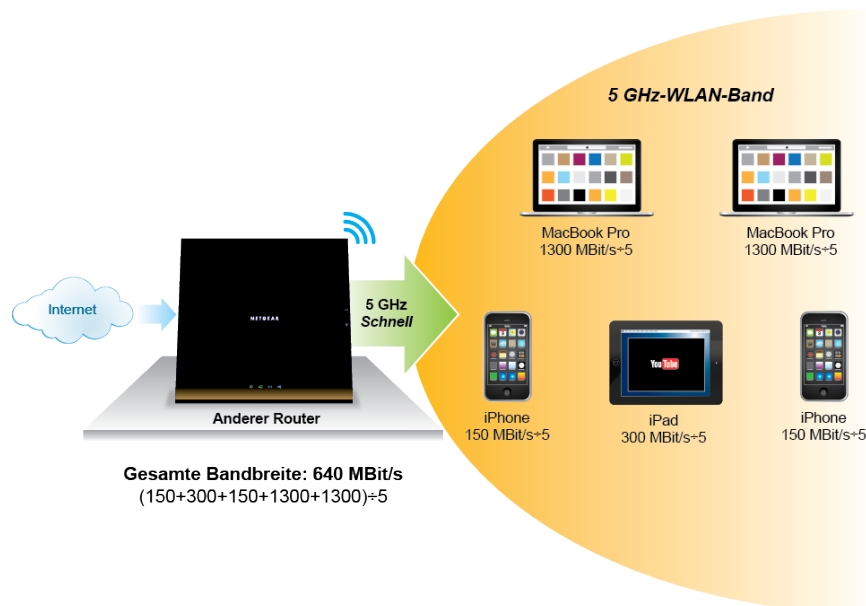 5 GHz-WLAN-Band
MacBook Pro
1300 MBit/s÷5
MacBook Pro
1300 MBit/s÷5
Internet
NETGEAR
5 GHz
Schnell
YouTube
Anderer Router
iPhone
150 MBit/s÷5
iPad
300 MBit/s÷5
iPhone
150 MBit/s÷5
Gesamte Bandbreite: 640 MBit/s
(150+300+150+1300+1300)÷5